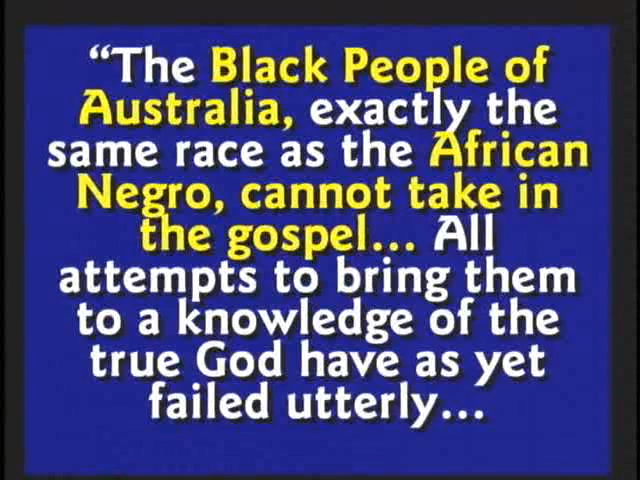 “The Black People of
Australia, exactly the
same race as the African
Negro, cannot take in
the gospel... All
attempts to bring them
to a knowledge of the
true God have as yet
failed utterly...